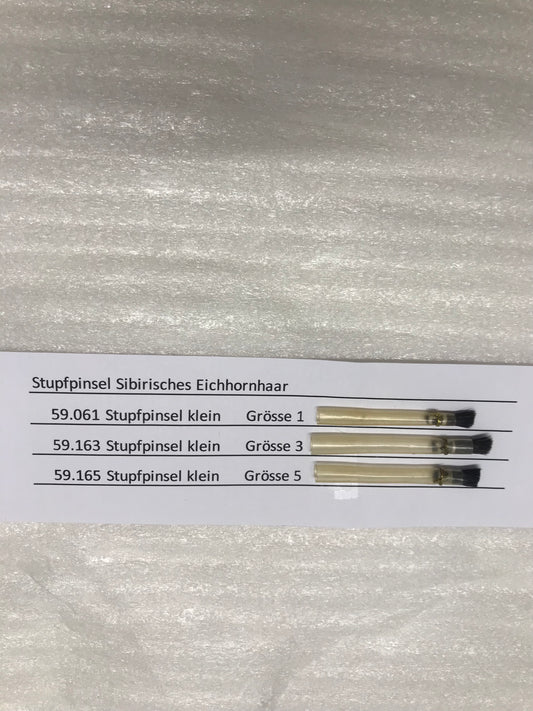 Stupfpinsel Sibirisches Eichhornhaar
59.061 Stupfpinsel klein Grösse 1
59.163 Stupfpinsel klein Grösse 3
59.165 Stupfpinsel klein Grösse 5